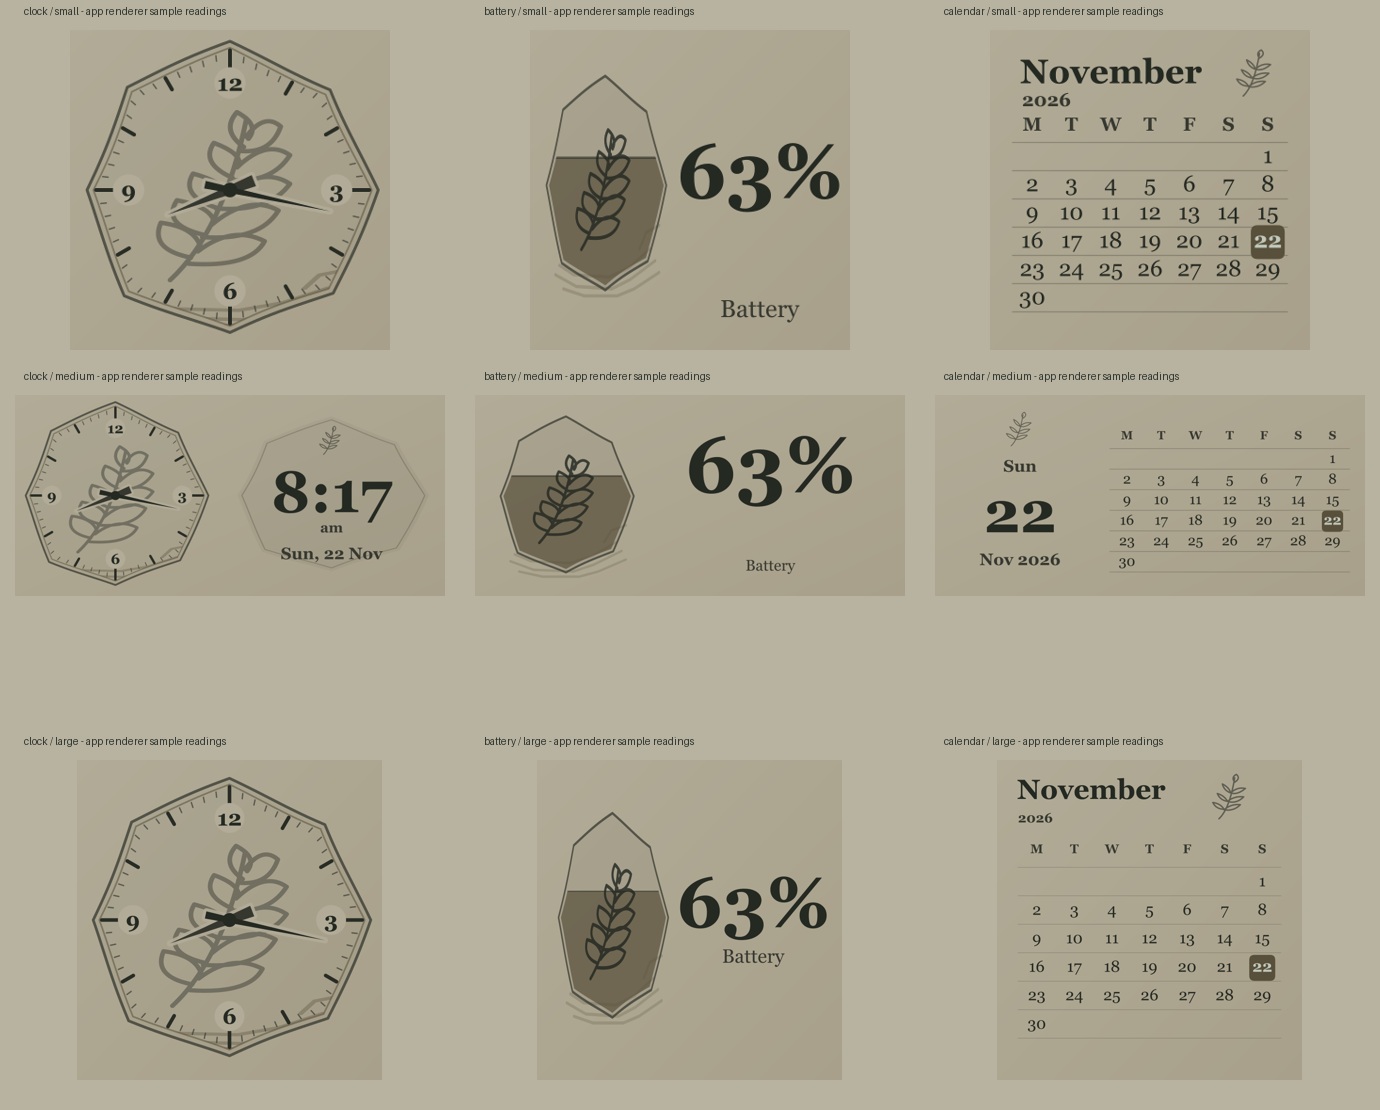 clock / small - app renderer sample readings
12
9
3
6
battery / small - app renderer sample readings
63%
Battery
calendar / small - app renderer sample readings
November
2026
M T W T F S S
1
2 3 4 5 6 7 8
9 10 11 12 13 14 15
16 17 18 19 20 21 22
23 24 25 26 27 28 29
30
clock / medium - app renderer sample readings
12
9
3
6
8:17
am
Sun, 22 Nov
battery / medium - app renderer sample readings
63%
Battery
calendar / medium - app renderer sample readings
Sun
22
Nov 2026
M T W T F S S
1
2 3 4 5 6 7 8
9 10 11 12 13 14 15
16 17 18 19 20 21 22
23 24 25 26 27 28 29
30
clock / large - app renderer sample readings
12
9
3
6
battery / large - app renderer sample readings
63%
Battery
calendar / large - app renderer sample readings
November
2026
M T W T F S S
1
2 3 4 5 6 7 8
9 10 11 12 13 14 15
16 17 18 19 20 21 22
23 24 25 26 27 28 29
30